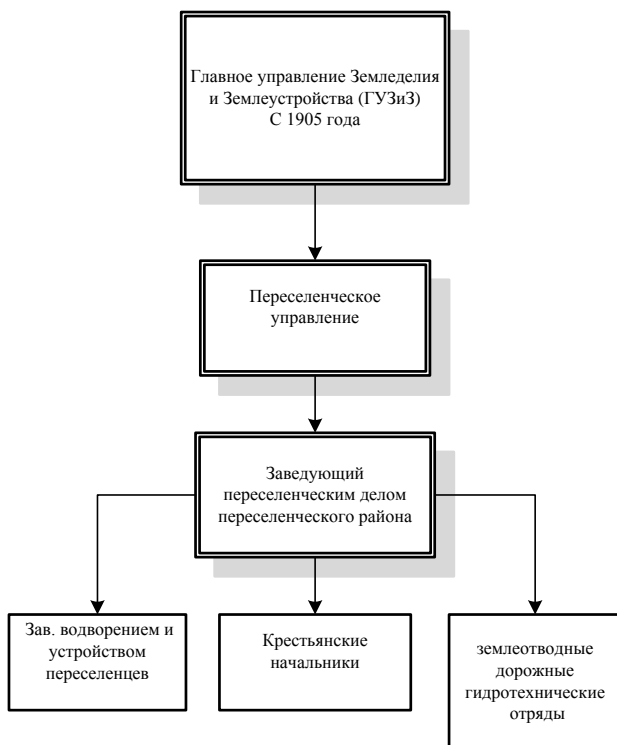 Главное управление Земледелия
и Землеустройства (ГУЗиЗ)
С 1905 года
Переселенческое
управление
Заведующий
переселенческим делом
переселенческого района
Зав. водворением и
устройством
переселенцев
Крестьянские
начальники
землеотводные
дорожные
гидротехнические
отряды